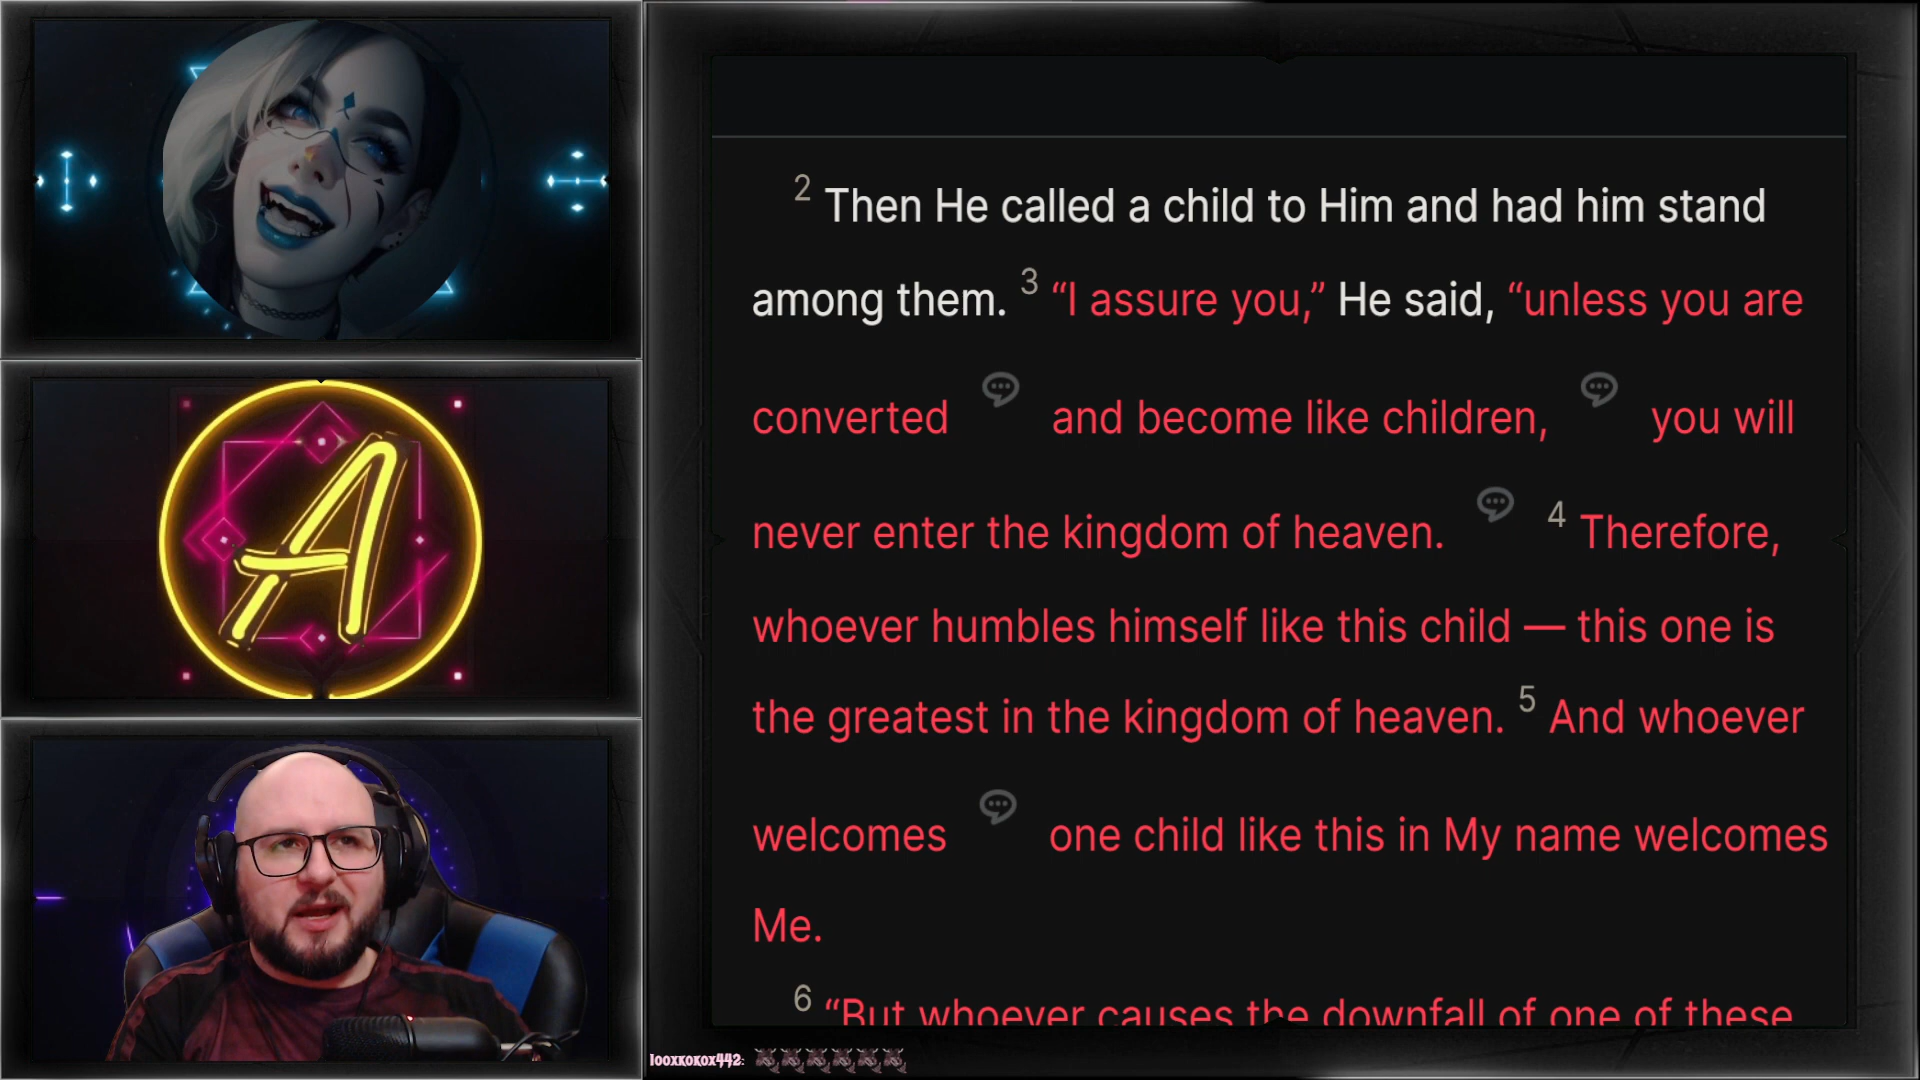 A
2 Then He called a child to Him and had him stand
among them. 3 “I assure you,” He said, “unless you are
converted and become like children, you will
never enter the kingdom of heaven. 4 Therefore,
whoever humbles himself like this child — this one is
the greatest in the kingdom of heaven. 5 And whoever
welcomes one child like this in My name welcomes
Me.
6 “But whoever causes the downfall of one of these
looxkokox442: